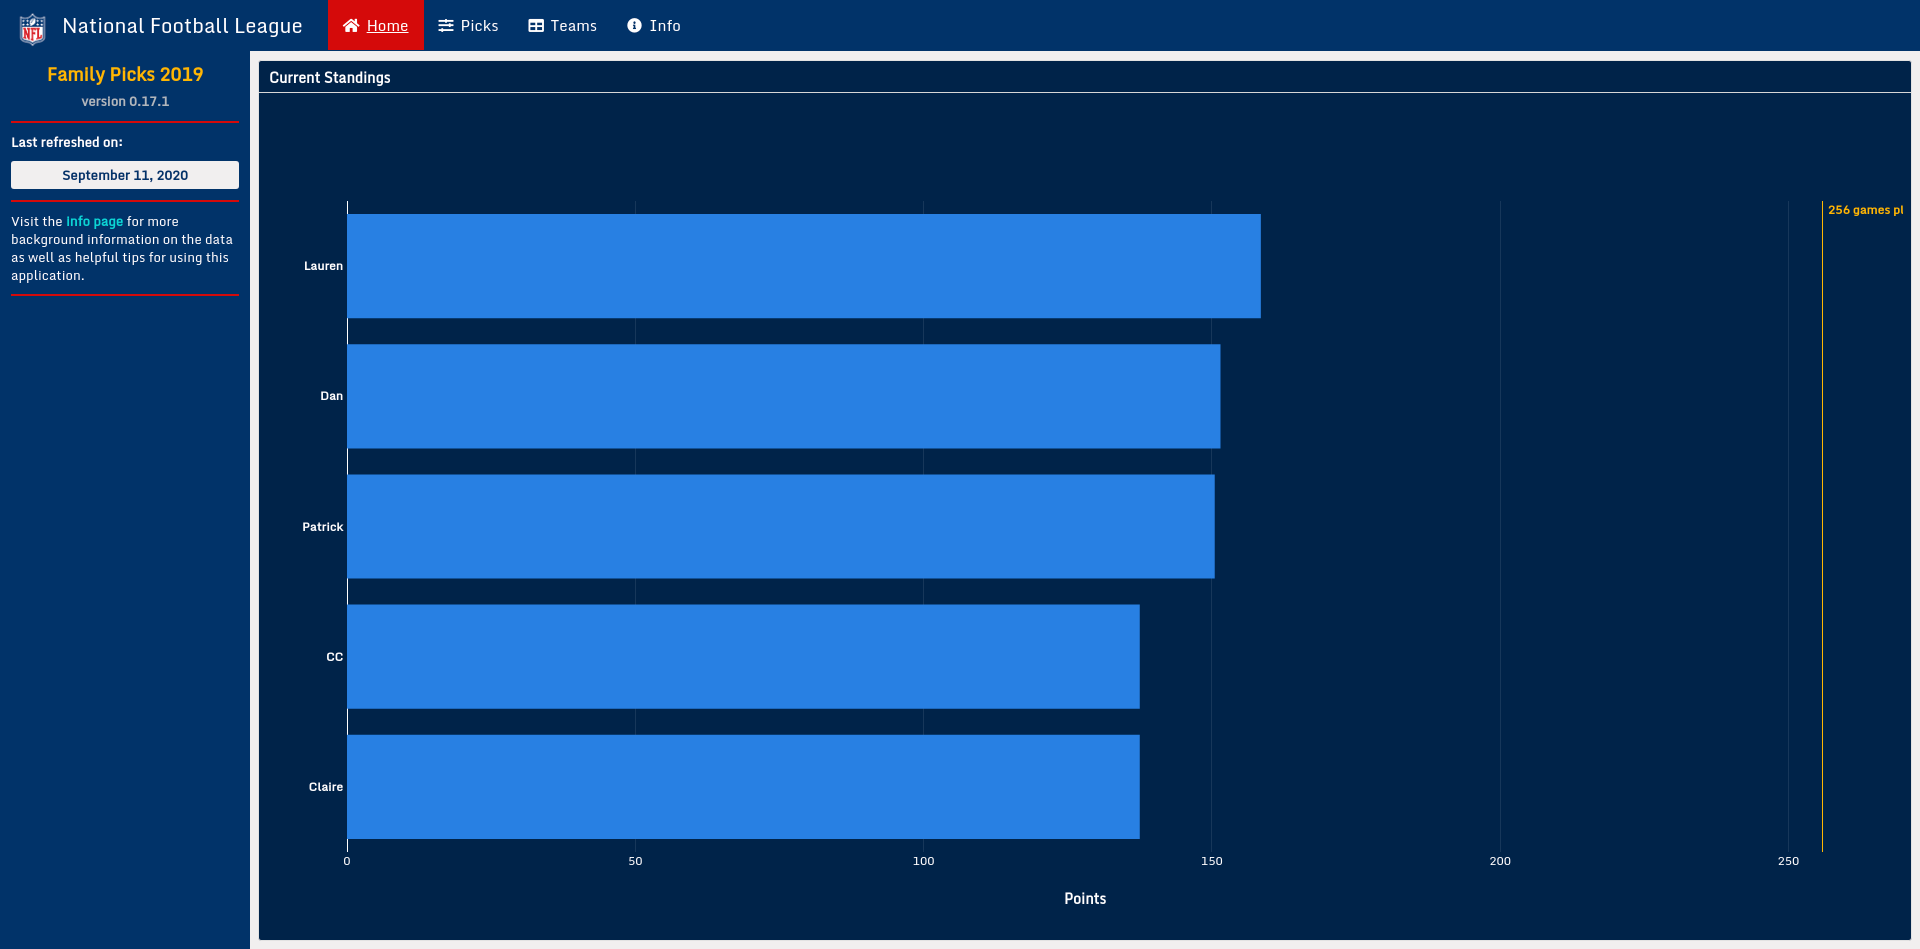 NFL
National Football League
Home
Picks
Teams
Info
Family Picks 2019
version 0.17.1
Last refreshed on:
September 11, 2020
Visit the Info page for more
background information on the data
as well as helpful tips for using this
application.
Current Standings
256 games pl
Lauren
Dan
Patrick
CC
Claire
0 50 100 150 200 250
Points